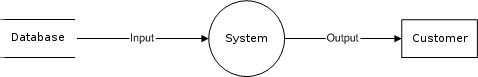 Database
Input
System
Output
Customer